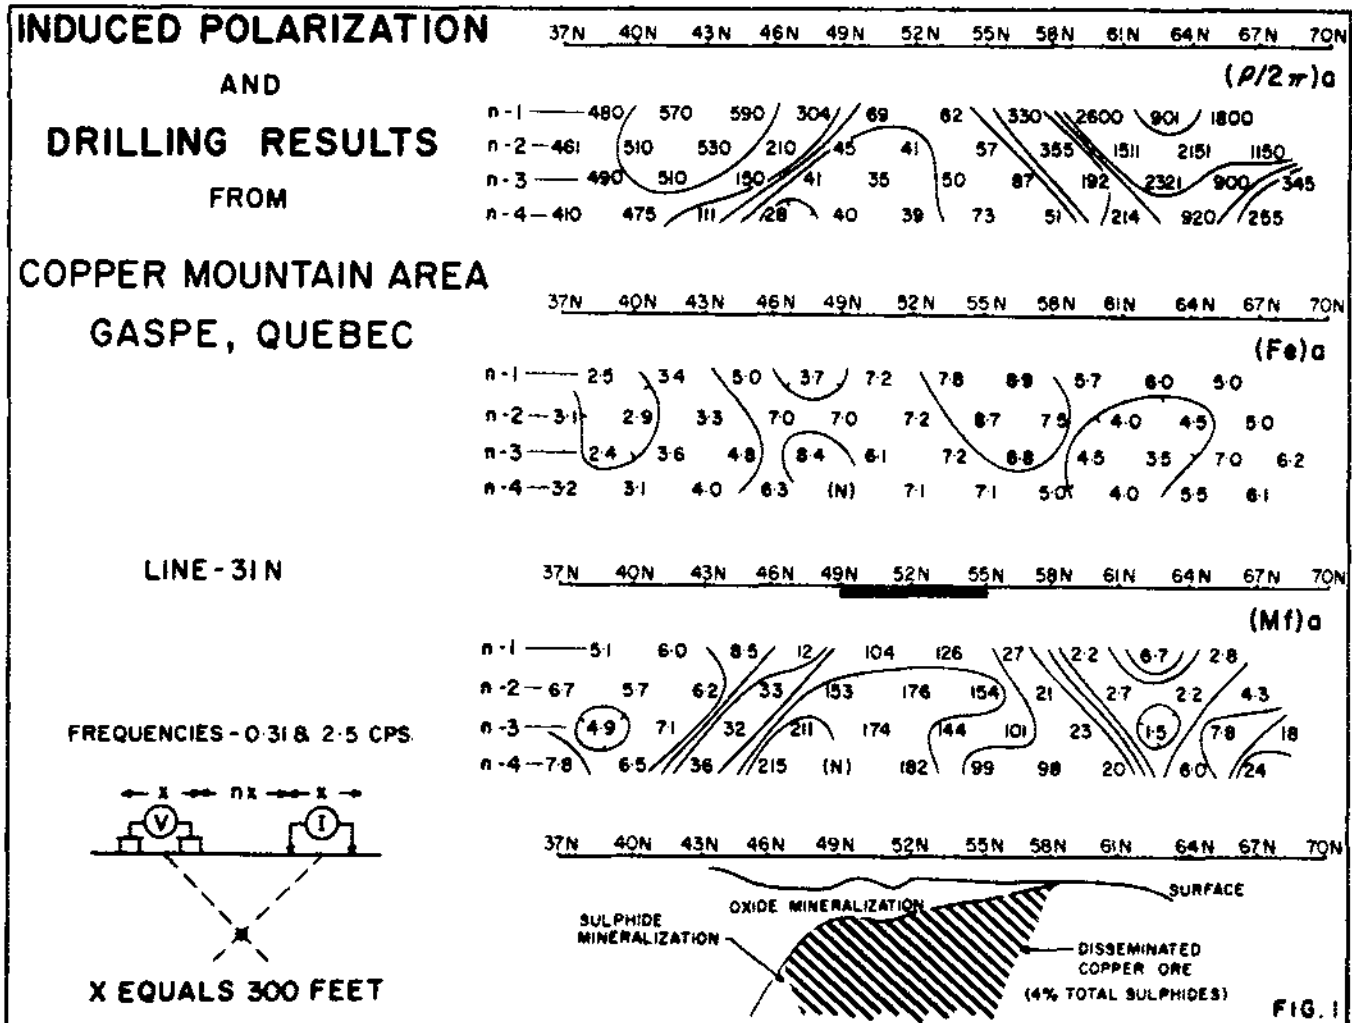 INDUCED POLARIZATION
AND
DRILLING RESULTS
FROM
COPPER MOUNTAIN AREA
GASPE, QUEBEC
LINE-31N
FREQUENCIES-0.31 & 2.5 CPS.
x nx x
V I
X EQUALS 300 FEET
37N 40N 43N 46N 49N 52N 55N 58N 61N 64N 67N 70N
(ρ/2π)a
n-1 480 570 590 304 69 62 330 2600 901 1800
n-2 461 510 530 210 45 41 57 355 1511 2151 1150
n-3 490 510 150 41 35 50 87 192 2321 900 345
n-4 410 475 111 28 40 39 73 51 214 920 255
37N 40N 43N 46N 49N 52N 55N 58N 61N 64N 67N 70N
(Fe)a
n-1 2.5 3.4 5.0 3.7 7.2 7.8 8.9 5.7 6.0 5.0
n-2 3.1 2.9 3.3 7.0 7.0 7.2 8.7 7.5 4.0 4.5 5.0
n-3 2.4 3.6 4.8 8.4 6.1 7.2 6.8 4.5 3.5 7.0 6.2
n-4 3.2 3.1 4.0 6.3 (N) 7.1 7.1 5.0 4.0 5.5 6.1
37N 40N 43N 46N 49N 52N 55N 58N 61N 64N 67N 70N
(Mf)a
n-1 5.1 6.0 8.5 12 104 126 27 2.2 6.7 2.8
n-2 6.7 5.7 6.2 33 153 176 154 21 2.7 2.2 4.3
n-3 4.9 7.1 32 211 174 144 101 23 1.5 7.8 18
n-4 7.8 6.5 36 215 (N) 182 99 98 20 6.0 24
37N 40N 43N 46N 49N 52N 55N 58N 61N 64N 67N 70N
SURFACE
OXIDE MINERALIZATION
SULPHIDE
MINERALIZATION
DISSEMINATED
COPPER ORE
(4% TOTAL SULPHIDES)
FIG. 1